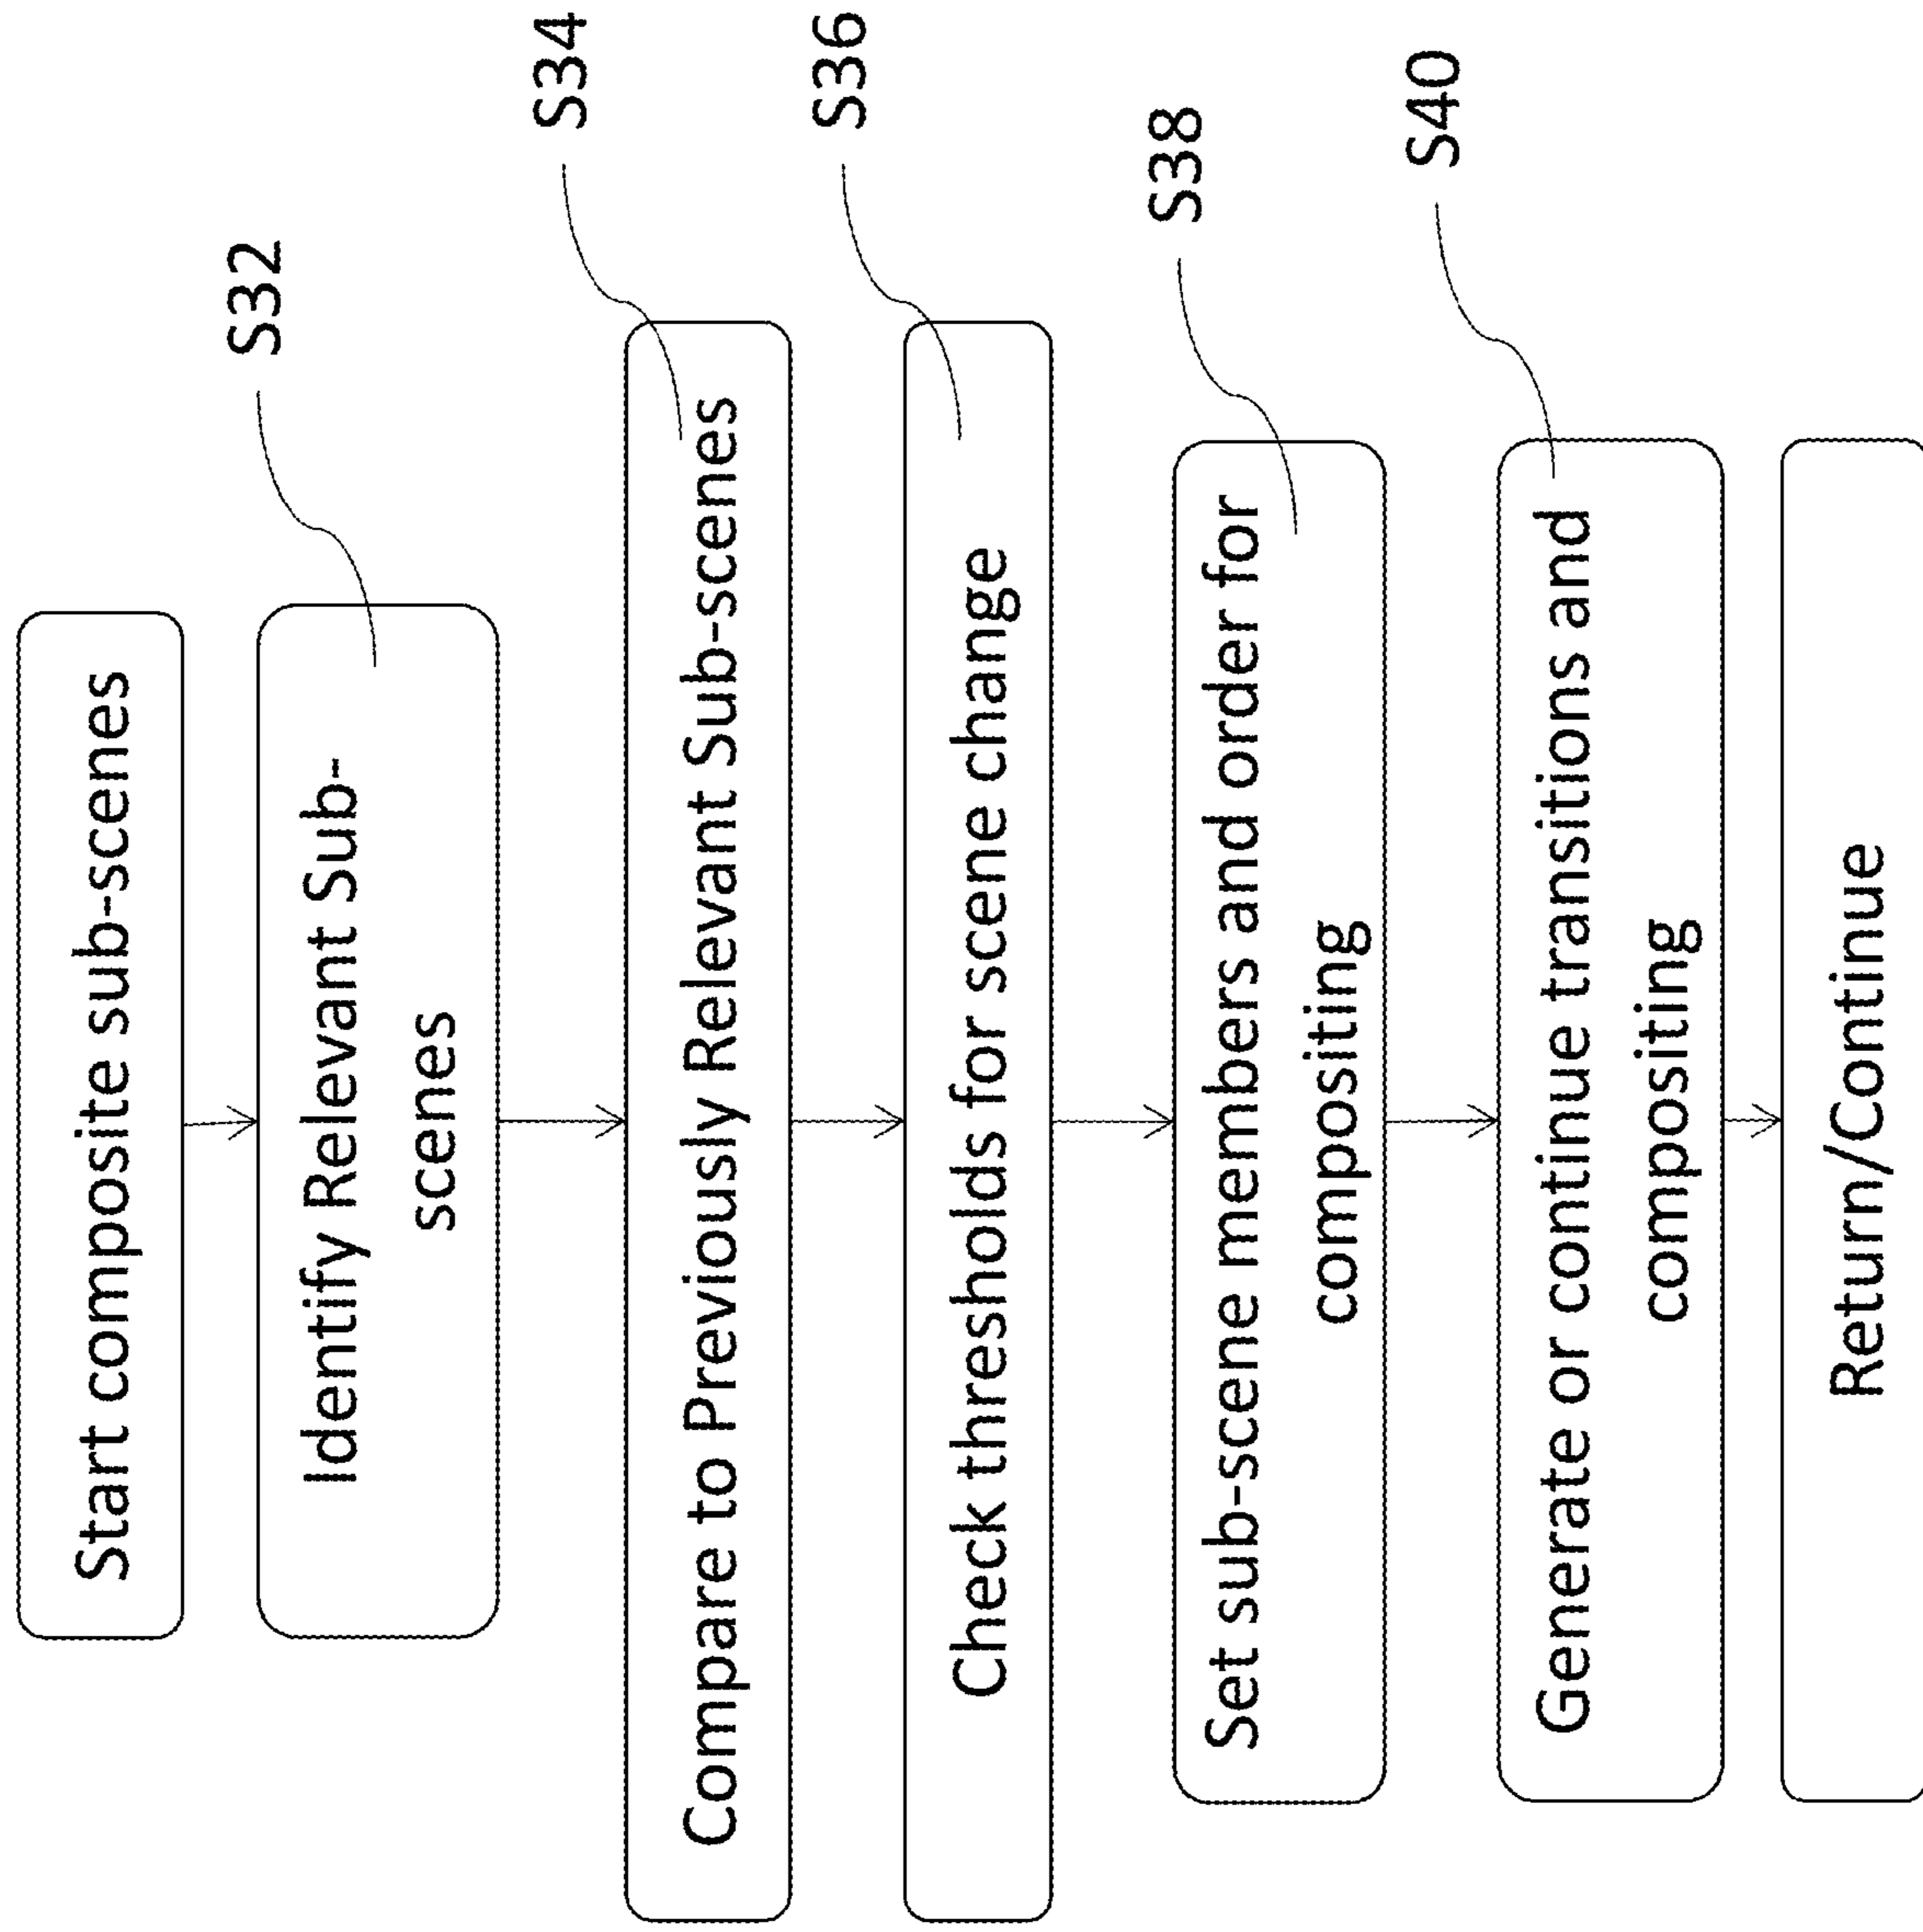 Start composite sub-scenes
S32
Identify Relevant Sub-
scenes
S34
Compare to Previously Relevant Sub-scenes
S36
Check thresholds for scene change
S38
Set sub-scene members and order for
compositing
S40
Generate or continue transitions and
compositing
Return/Continue